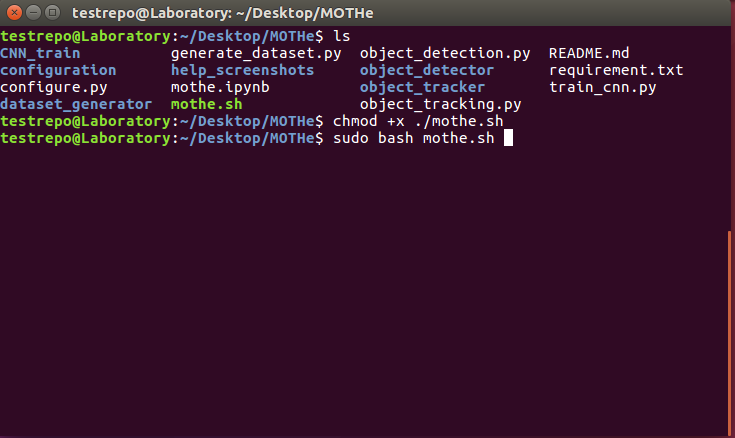 testrepo@Laboratory: ~/Desktop/MOTHe
testrepo@Laboratory:~/Desktop/MOTHe$ ls
CNN_train generate_dataset.py object_detection.py README.md
configuration help_screenshots object_detector requirement.txt
configure.py mothe.ipynb object_tracker train_cnn.py
dataset_generator mothe.sh object_tracking.py
testrepo@Laboratory:~/Desktop/MOTHe$ chmod +x ./mothe.sh
testrepo@Laboratory:~/Desktop/MOTHe$ sudo bash mothe.sh